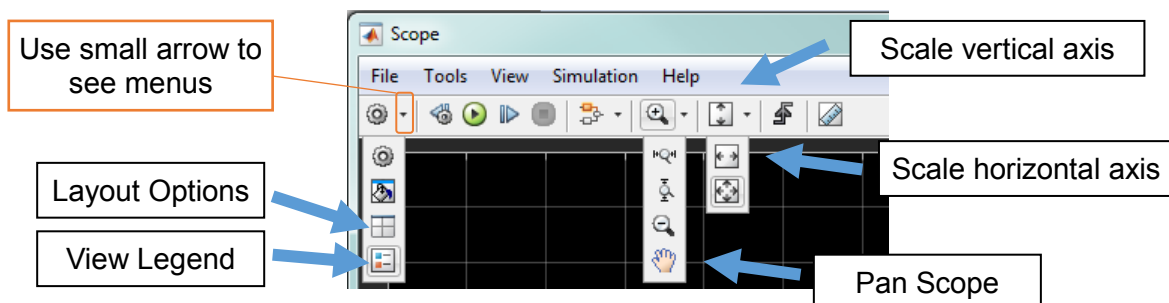 Scope
Use small arrow to
see menus
Scale vertical axis
File Tools View Simulation Help
Scale horizontal axis
Layout Options
View Legend
Pan Scope